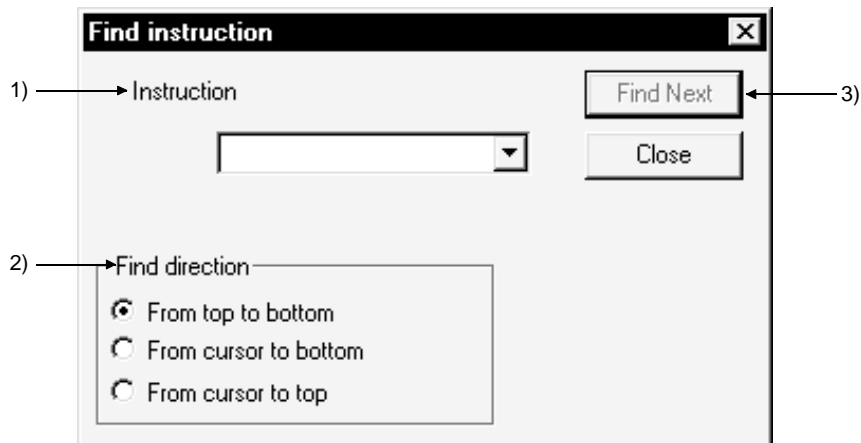 Find instruction
1) Instruction
Find Next 3)
Close
2) Find direction
From top to bottom
From cursor to bottom
From cursor to top